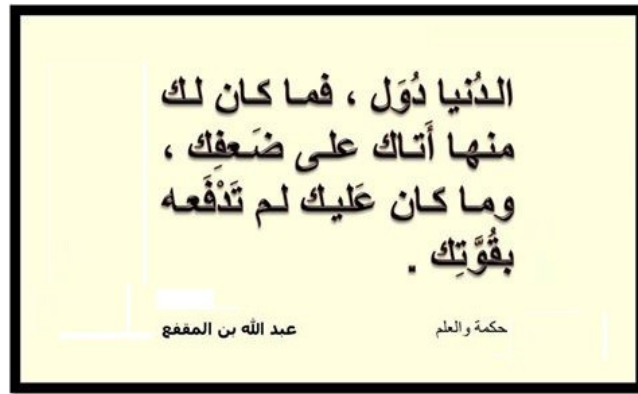 الدُنيا دُوَل ، فما كان لك
منها أَتاك على ضَعفِك ،
وما كان عَليك لم تَدْفَعه
بقُوَّتِك .
حكمة والعلم
عبد الله بن المقفع